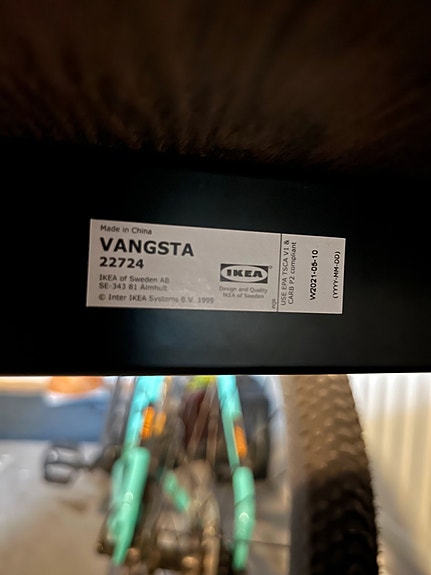 Made in China
VANGSTA
22724
IKEA of Sweden AB
SE-343 81 Älmhult
© Inter IKEA Systems B.V. 1999
IKEA
Design and Quality
IKEA of Sweden
USE EPA TSCA V1 &
CARB P2 compliant
W2021-05-10
(YYYY-MM-DD)